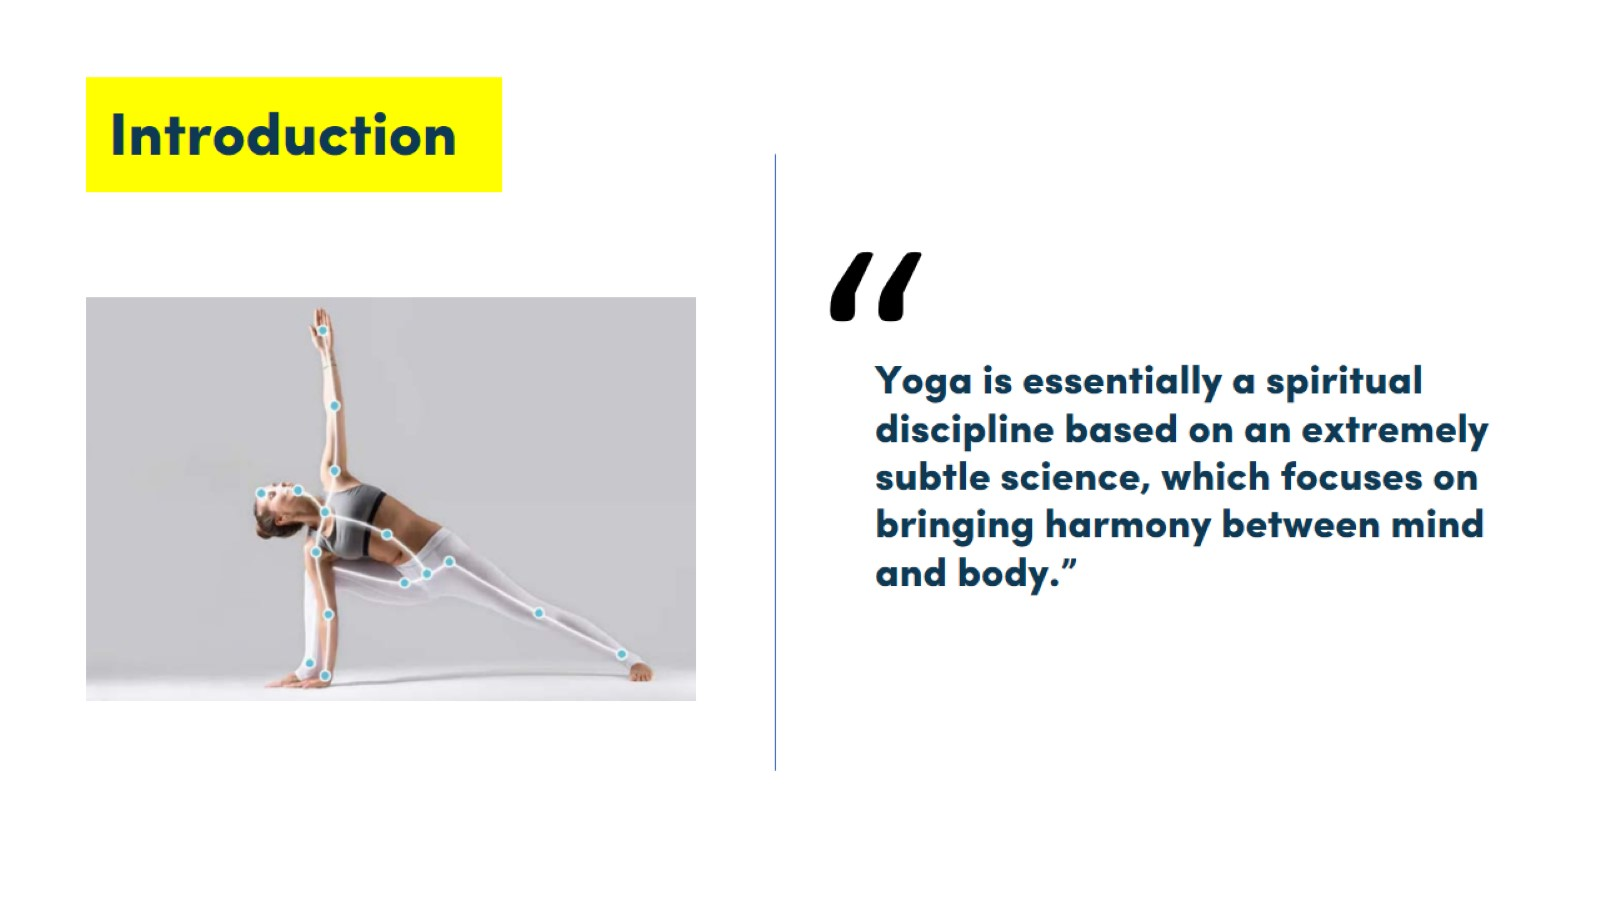 Introduction
“
Yoga is essentially a spiritual
discipline based on an extremely
subtle science, which focuses on
bringing harmony between mind
and body.”